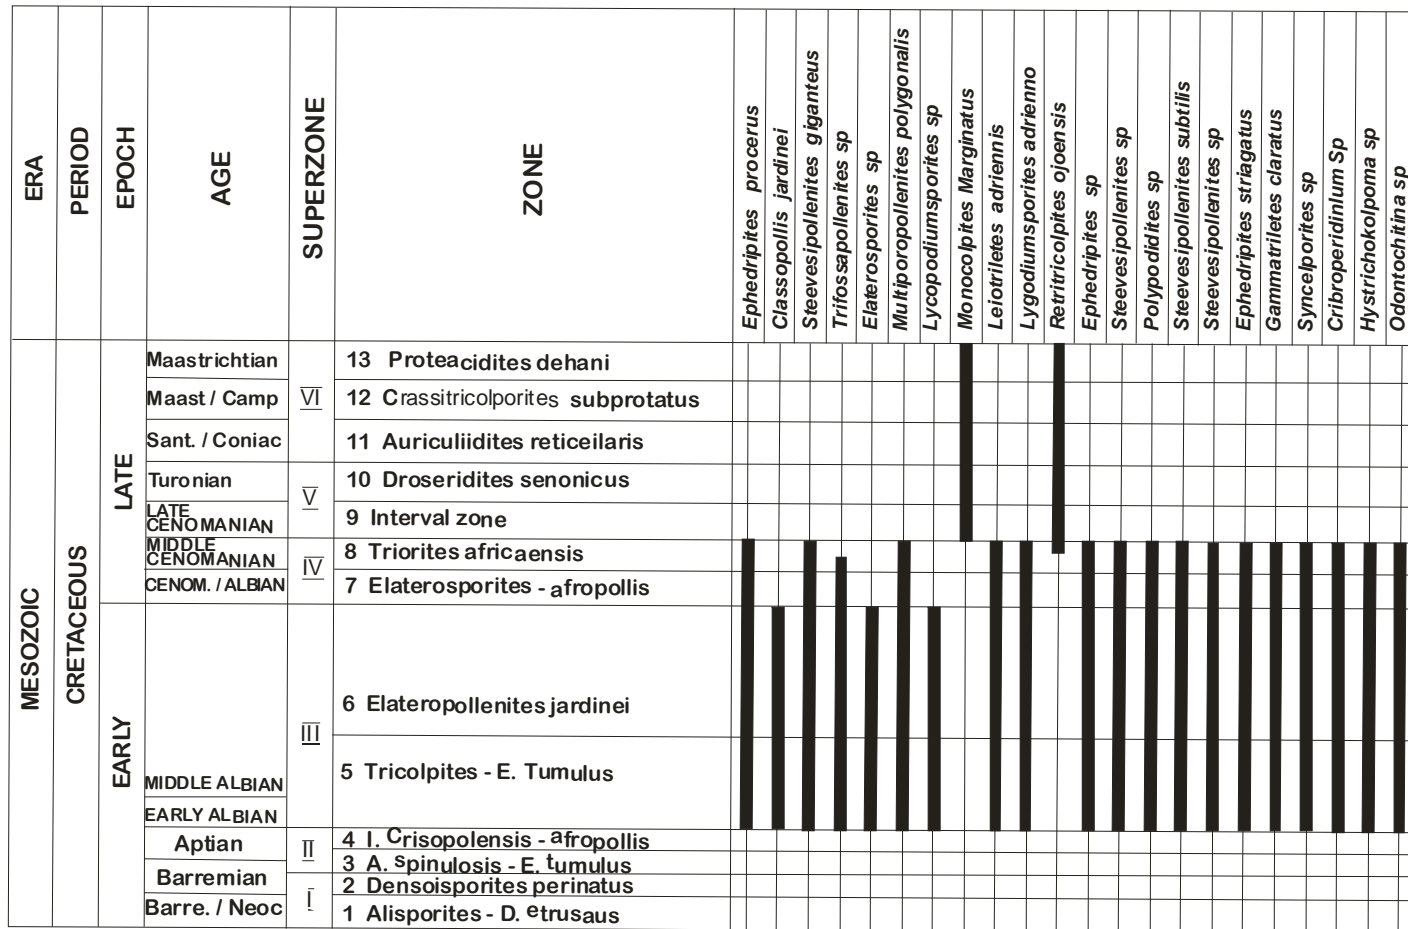 ERA
PERIOD
EPOCH
AGE
SUPERZONE
ZONE
Ephedripites procerus
Classopollis jardinei
Steevesipollenites giganteus
Trifossapollenites sp
Elaterosporites sp
Multiporopollenites polygonalis
Lycopodiumsporites sp
Monocolpites Marginatus
Leiotriletes adriennis
Lygodiumsporites adrienno
Retritricolpites ojoensis
Ephedripites sp
Steevesipollenites sp
Polypodidites sp
Steevesipollenites subtilis
Steevesipollenites sp
Ephedripites striagatus
Gammatriletes claratus
Syncelporites sp
Cribroperidinlum Sp
Hystrichokolpoma sp
Odontochitina sp
MESOZOIC
CRETACEOUS
LATE
EARLY
Maastrichtian
Maast / Camp
Sant. / Coniac
Turonian
LATE
CENOMANIAN
MIDDLE
CENOMANIAN
CENOM. / ALBIAN
MIDDLE ALBIAN
EARLY ALBIAN
Aptian
Barremian
Barre. / Neoc
VI
V
IV
III
II
I
13 Proteacidites dehani
12 Crassitricolporites subprotatus
11 Auriculiidites reticeilaris
10 Droseridites senonicus
9 Interval zone
8 Triorites africaensis
7 Elaterosporites - afropollis
6 Elateropollenites jardinei
5 Tricolpites - E. Tumulus
4 I. Crisopolensis - afropollis
3 A. spinulosis - E. tumulus
2 Densoisporites perinatus
1 Alisporites - D. etrusaus